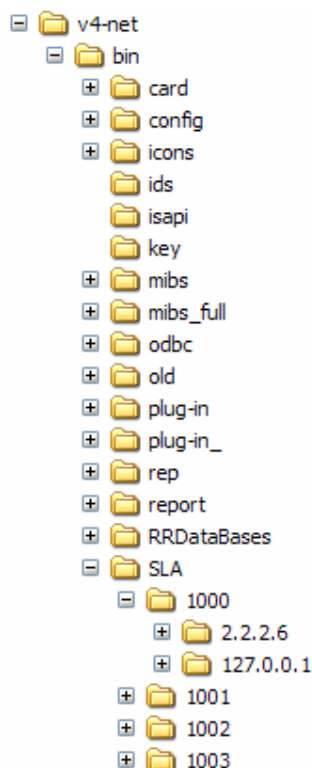 v4-net
bin
card
config
icons
ids
isapi
key
mibs
mibs_full
odbc
old
plug-in
plug-in_
rep
report
RRDataBases
SLA
1000
2.2.2.6
127.0.0.1
1001
1002
1003